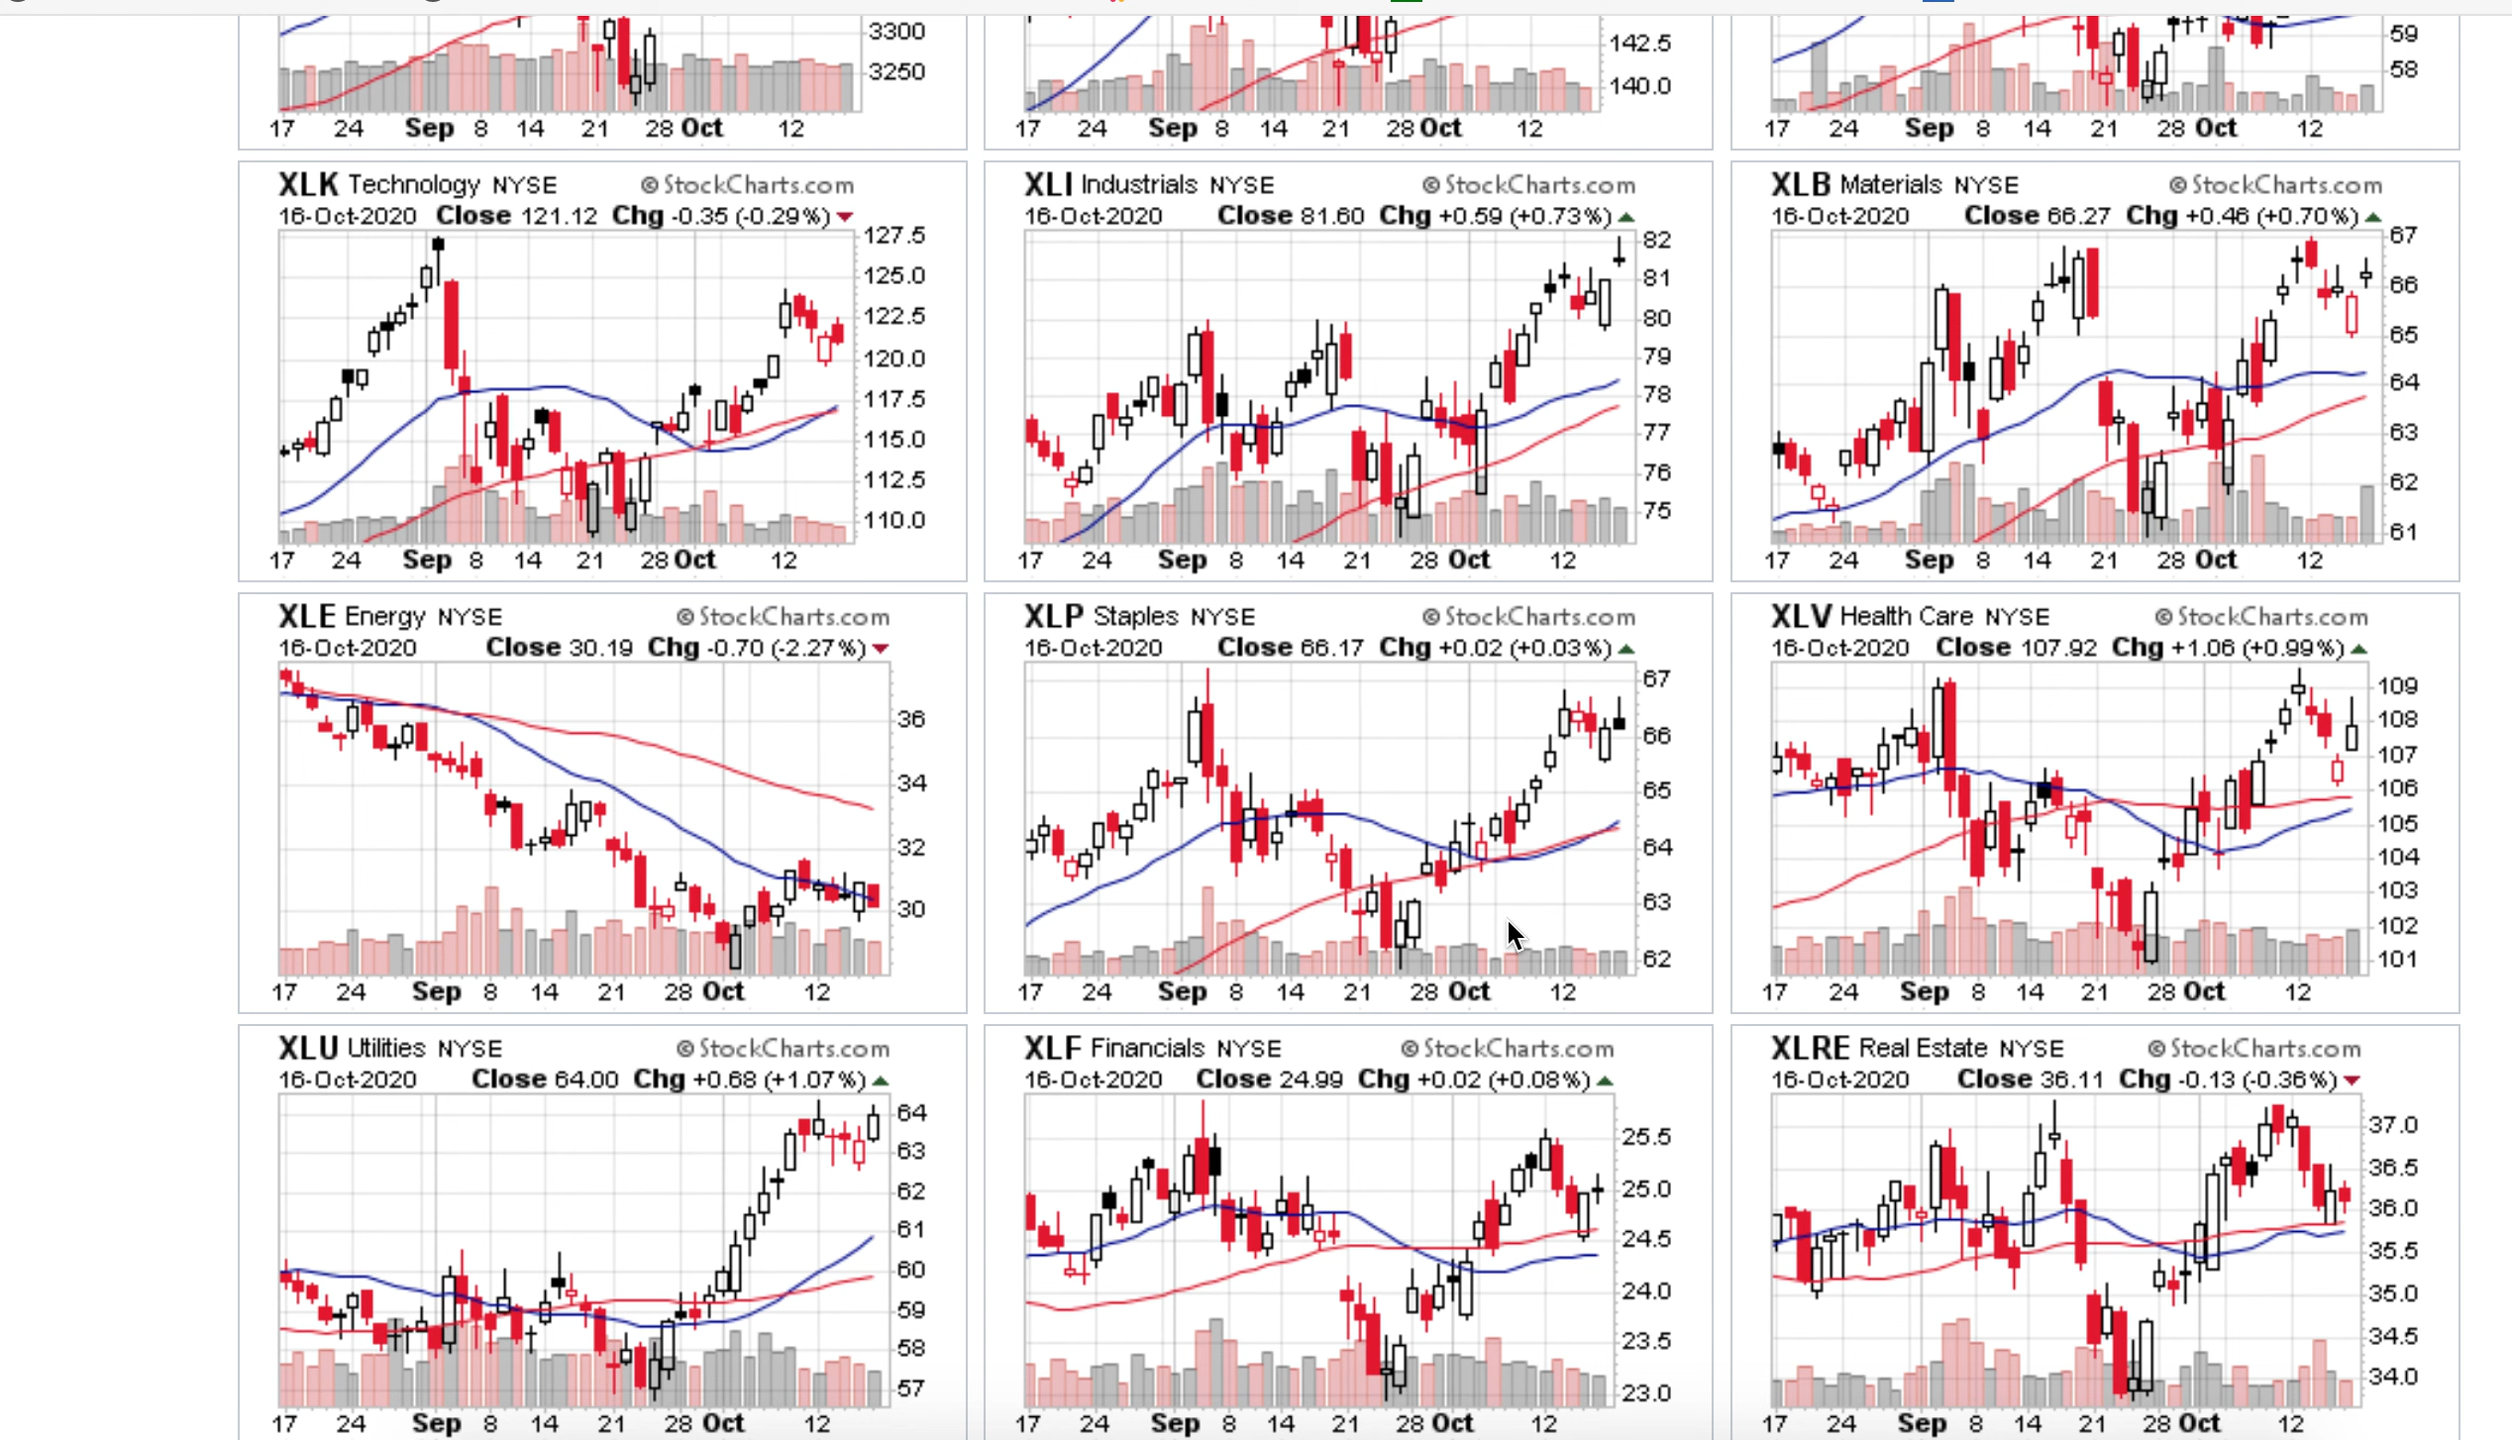 3300
3250
17 24 Sep 8 14 21 28 Oct 12
142.5
140.0
17 24 Sep 8 14 21 28 Oct 12
59
58
17 24 Sep 8 14 21 28 Oct 12
XLK Technology NYSE © StockCharts.com
16-Oct-2020 Close 121.12 Chg -0.35 (-0.29%)
127.5
125.0
122.5
120.0
117.5
115.0
112.5
110.0
17 24 Sep 8 14 21 28 Oct 12
XLI Industrials NYSE © StockCharts.com
16-Oct-2020 Close 81.60 Chg +0.59 (+0.73%)
82
81
80
79
78
77
76
75
17 24 Sep 8 14 21 28 Oct 12
XLB Materials NYSE © StockCharts.com
16-Oct-2020 Close 66.27 Chg +0.46 (+0.70%)
67
66
65
64
63
62
61
17 24 Sep 8 14 21 28 Oct 12
XLE Energy NYSE © StockCharts.com
16-Oct-2020 Close 30.19 Chg -0.70 (-2.27%)
36
34
32
30
17 24 Sep 8 14 21 28 Oct 12
XLP Staples NYSE © StockCharts.com
16-Oct-2020 Close 66.17 Chg +0.02 (+0.03%)
67
66
65
64
63
62
17 24 Sep 8 14 21 28 Oct 12
XLV Health Care NYSE © StockCharts.com
16-Oct-2020 Close 107.92 Chg +1.06 (+0.99%)
109
108
107
106
105
104
103
102
101
17 24 Sep 8 14 21 28 Oct 12
XLU Utilities NYSE © StockCharts.com
16-Oct-2020 Close 64.00 Chg +0.68 (+1.07%)
64
63
62
61
60
59
58
57
17 24 Sep 8 14 21 28 Oct 12
XLF Financials NYSE © StockCharts.com
16-Oct-2020 Close 24.99 Chg +0.02 (+0.08%)
25.5
25.0
24.5
24.0
23.5
23.0
17 24 Sep 8 14 21 28 Oct 12
XLRE Real Estate NYSE © StockCharts.com
16-Oct-2020 Close 36.11 Chg -0.13 (-0.36%)
37.0
36.5
36.0
35.5
35.0
34.5
34.0
17 24 Sep 8 14 21 28 Oct 12